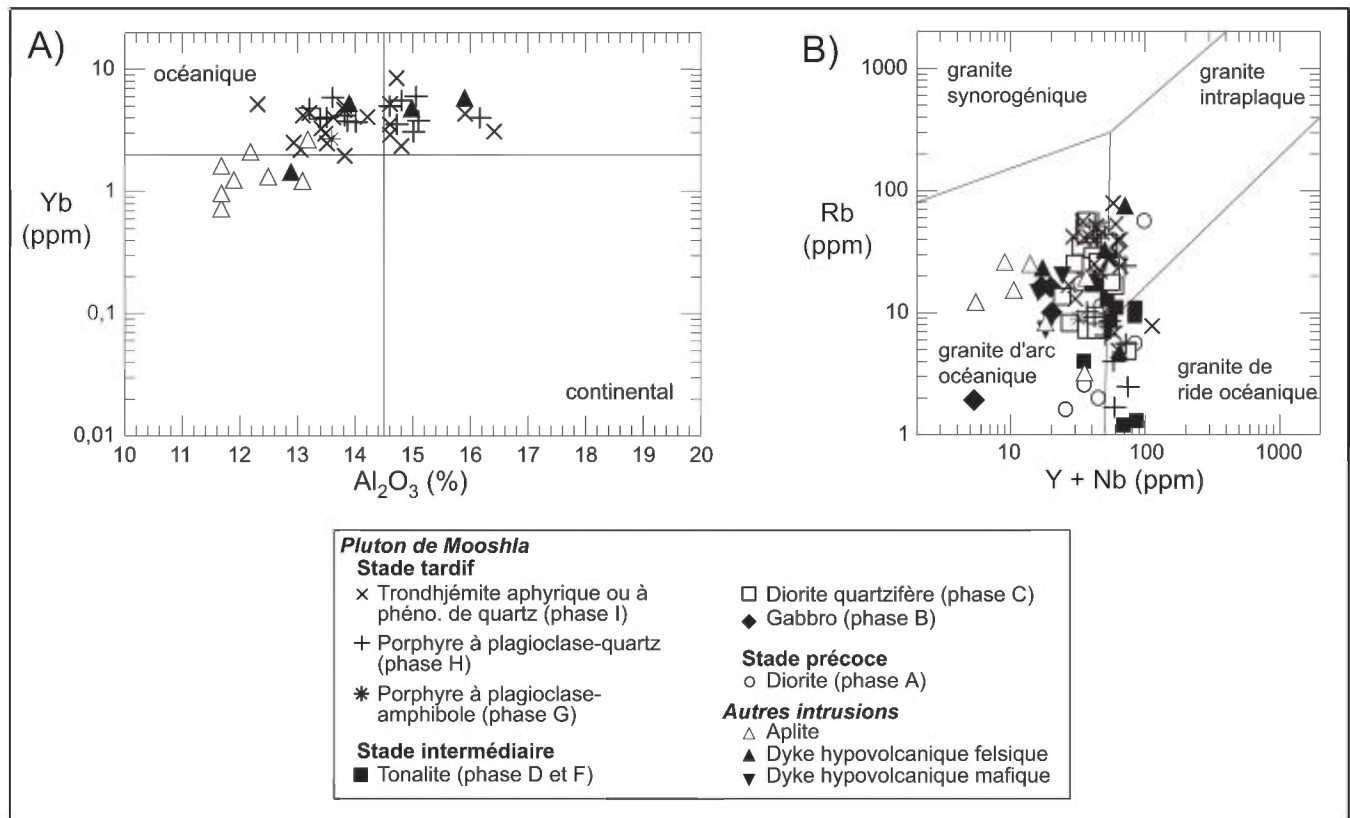 A)
océanique
continental
10
1
0,1
0,01
Yb
(ppm)
10 11 12 13 14 15 16 17 18 19 20
Al₂O₃ (%)
B)
granite
synorogénique
granite
intraplaque
granite d'arc
océanique
granite de
ride océanique
1000
100
10
1
Rb
(ppm)
10 100 1000
Y + Nb (ppm)
Pluton de Mooshla
Stade tardif
Trondhjémite aphyrique ou à
phéno. de quartz (phase I)
Porphyre à plagioclase-quartz
(phase H)
Porphyre à plagioclase-
amphibole (phase G)
Stade intermédiaire
Tonalite (phase D et F)
Diorite quartzifère (phase C)
Gabbro (phase B)
Stade précoce
Diorite (phase A)
Autres intrusions
Aplite
Dyke hypovolcanique felsique
Dyke hypovolcanique mafique